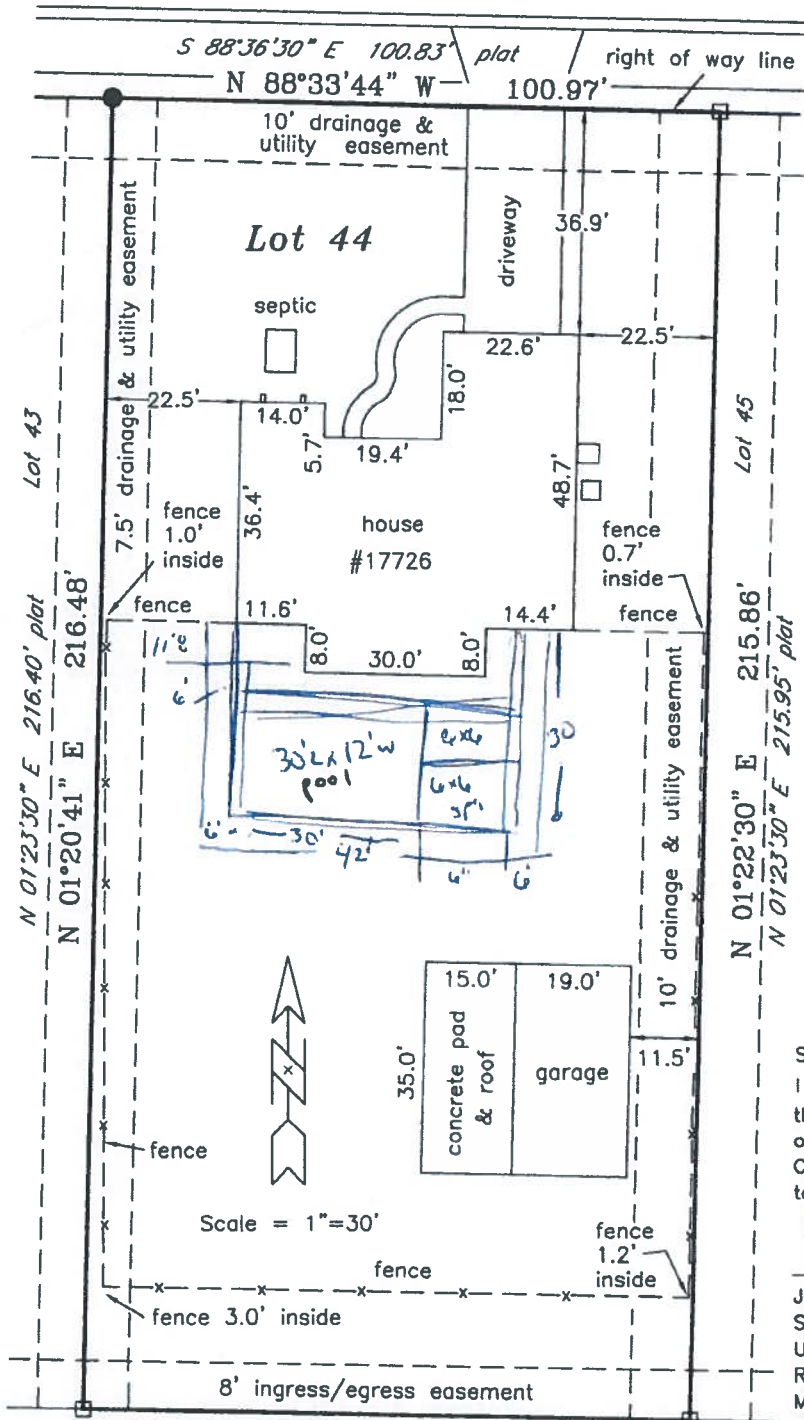 S 88°36'30" E 100.83' plat
right of way line
N 88°33'44" W 100.97'
10' drainage &
utility easement
Lot 44
driveway
36.9'
septic
22.6'
22.5'
22.5'
14.0'
18.0'
5.7'
19.4'
7.5' drainage & utility easement
Lot 43
Lot 45
36.4'
48.7'
house
#17726
fence
1.0'
inside
fence
0.7'
inside
fence
fence
11.6'
8.0'
30.0'
8.0'
14.4'
N 01°23'30" E 216.40' plat
N 01°20'41" E 216.48'
N 01°22'30" E 215.86'
N 01°23'30" E 215.95' plat
10' drainage & utility easement
6'
30'L x 12'w
pool
6x6
6x6
30
6'
30'
42'
6'
15.0'
19.0'
35.0'
concrete pad
& roof
garage
11.5'
fence
Scale = 1"=30'
fence
1.2'
inside
fence
fence 3.0' inside
8' ingress/egress easement
S
I
th
o
C
to
J
S
U
R
M